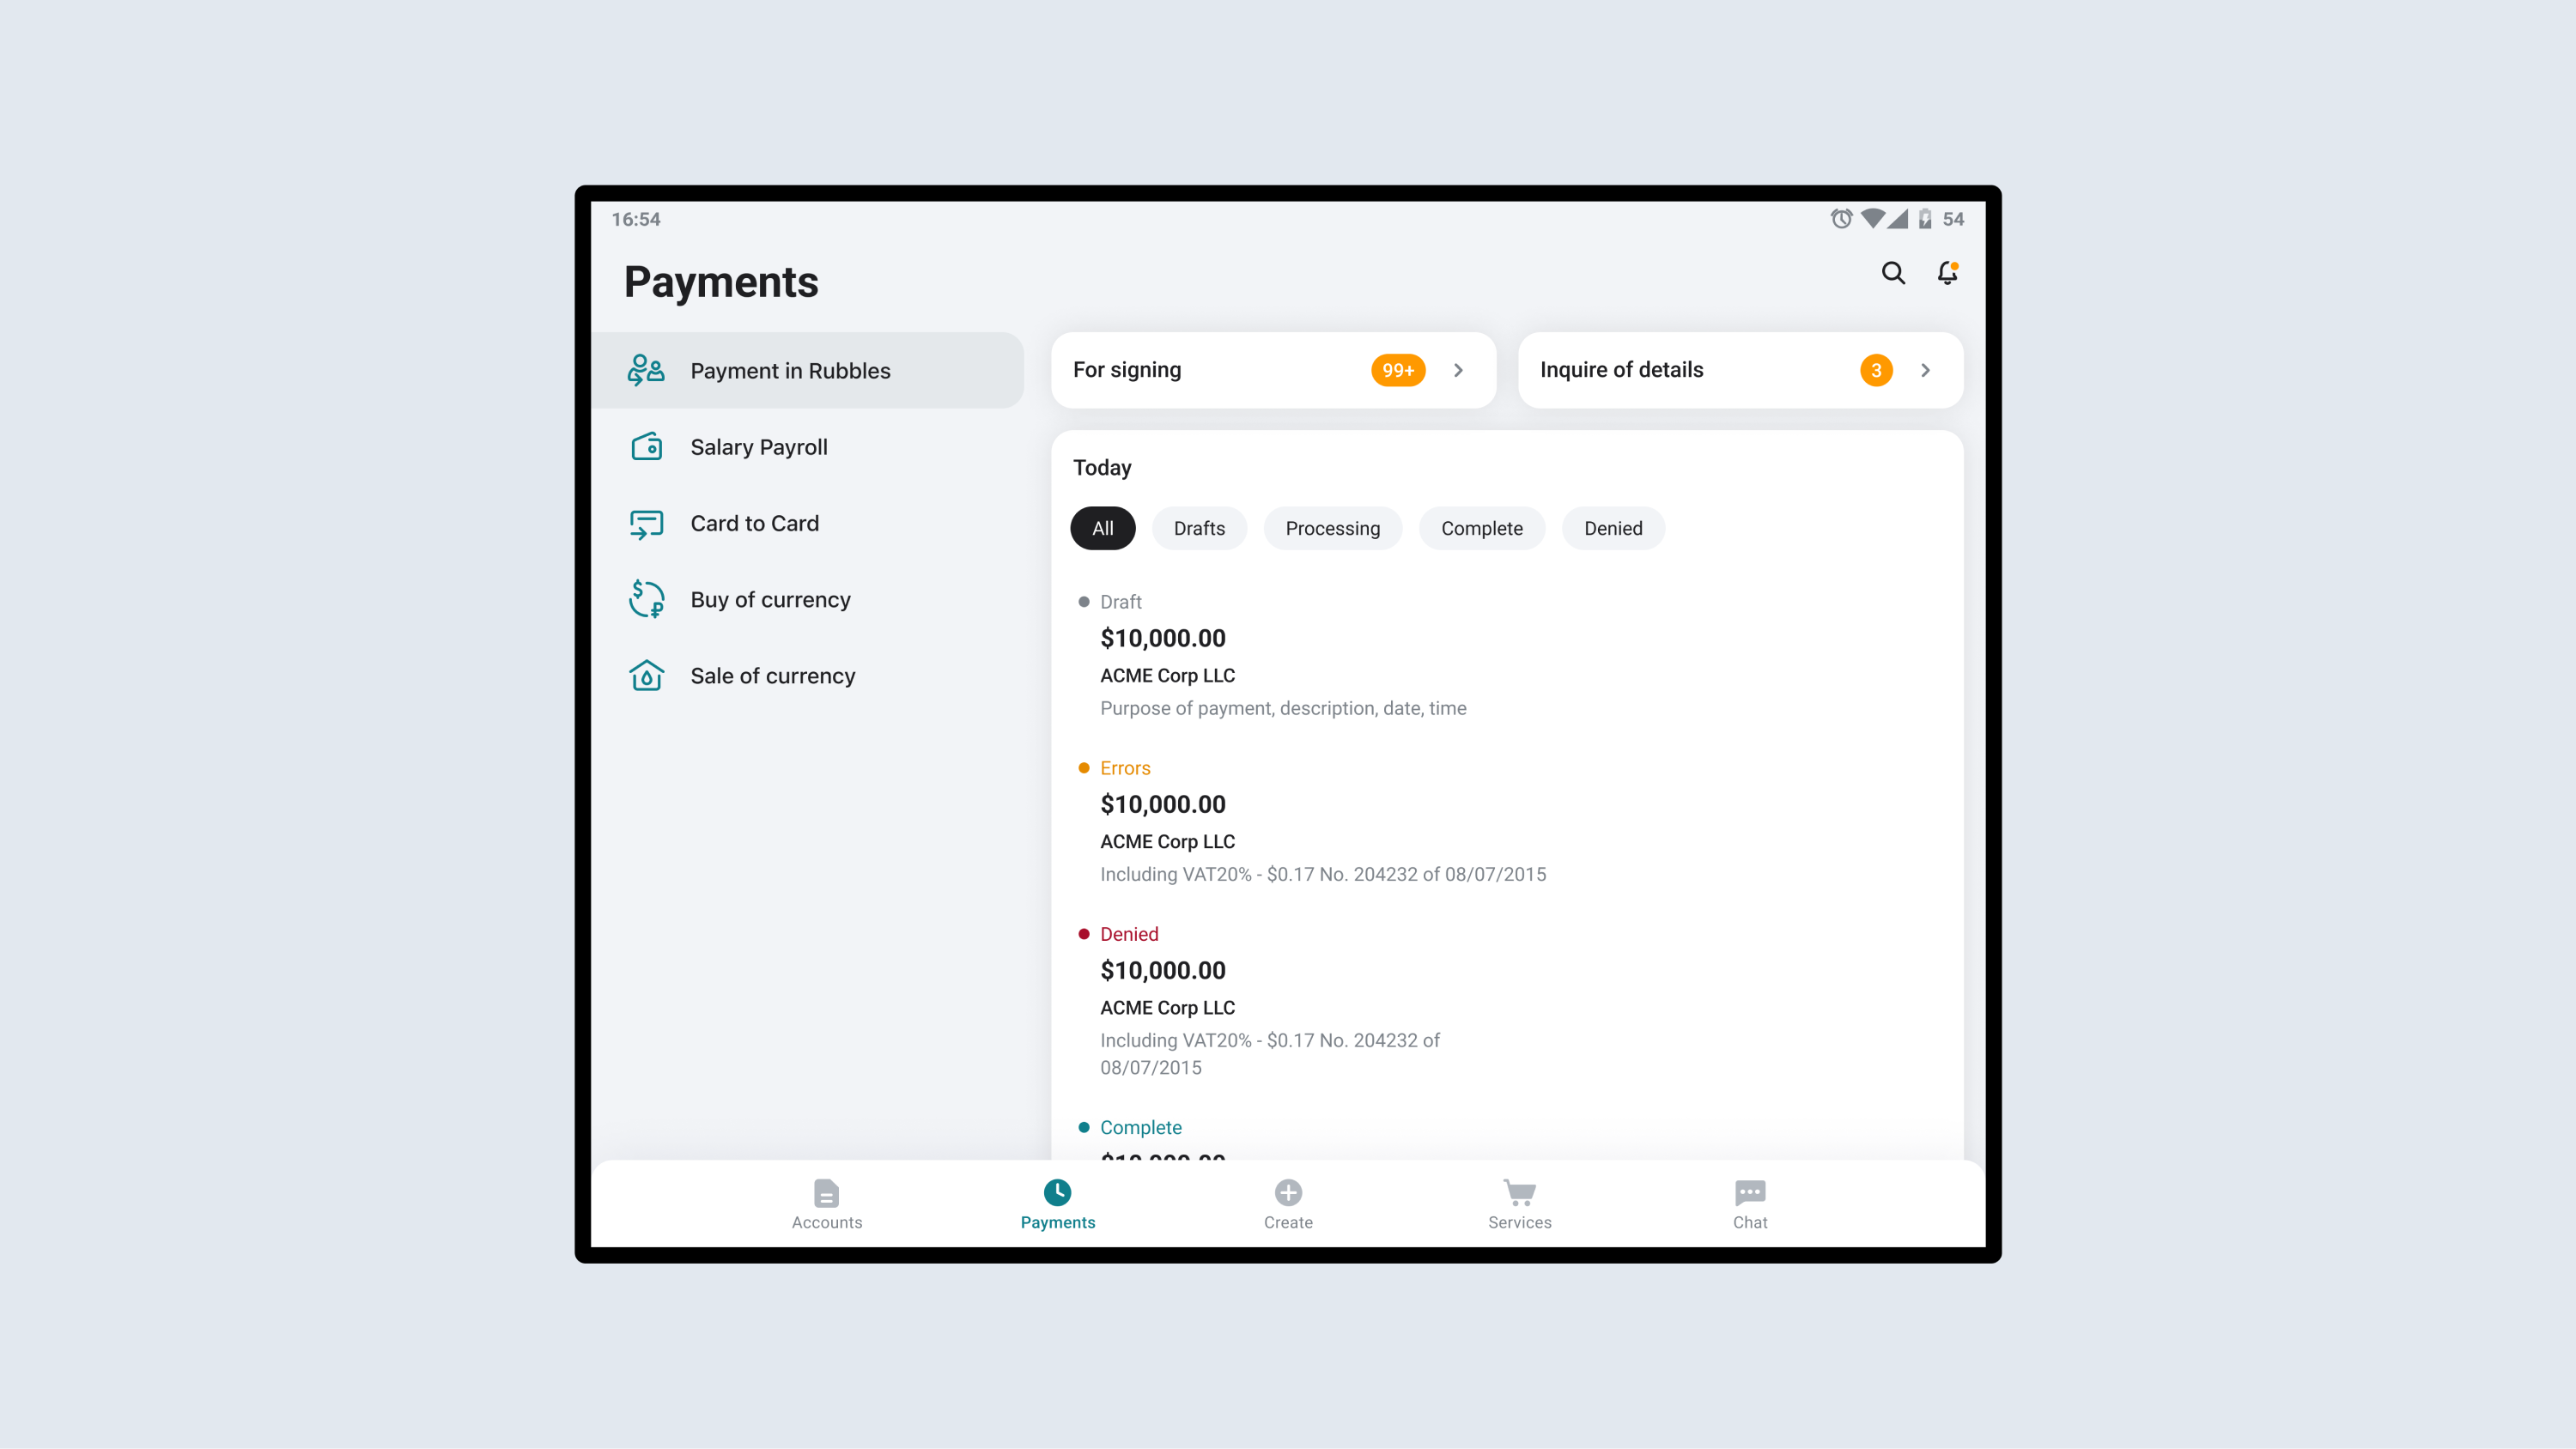 16:54
54
Payments
Payment in Rubbles
Salary Payroll
Card to Card
Buy of currency
Sale of currency
For signing
99+
Inquire of details
3
Today
All
Drafts
Processing
Complete
Denied
Draft
$10,000.00
ACME Corp LLC
Purpose of payment, description, date, time
Errors
$10,000.00
ACME Corp LLC
Including VAT20% - $0.17 No. 204232 of 08/07/2015
Denied
$10,000.00
ACME Corp LLC
Including VAT20% - $0.17 No. 204232 of
08/07/2015
Complete
Accounts
Payments
Create
Services
Chat